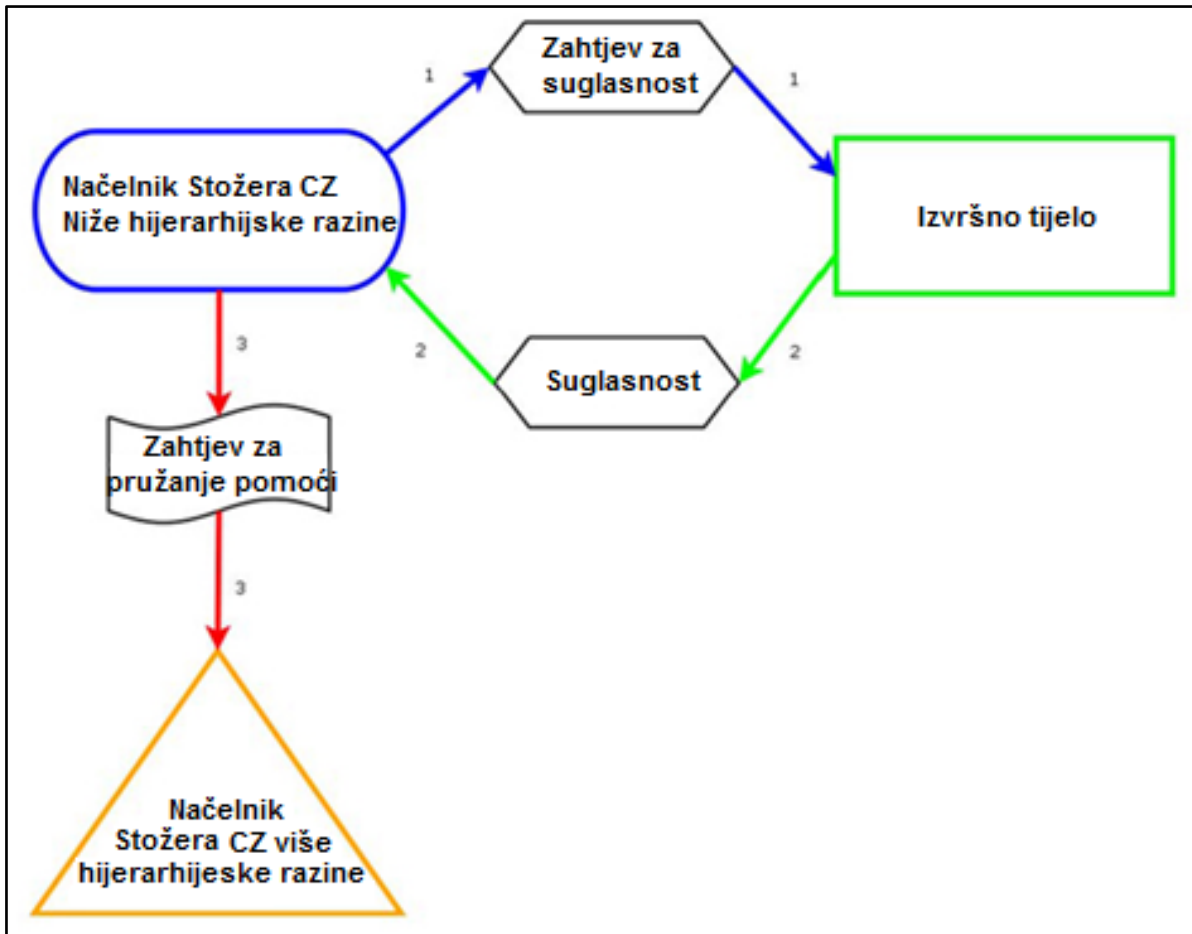 Zahtjev za
suglasnost
1
1
Načelnik Stožera CZ
Niže hijerarhijske razine
Izvršno tijelo
3
2
2
Suglasnost
Zahtjev za
pružanje pomoći
3
Načelnik
Stožera CZ više
hijerarhijeske razine